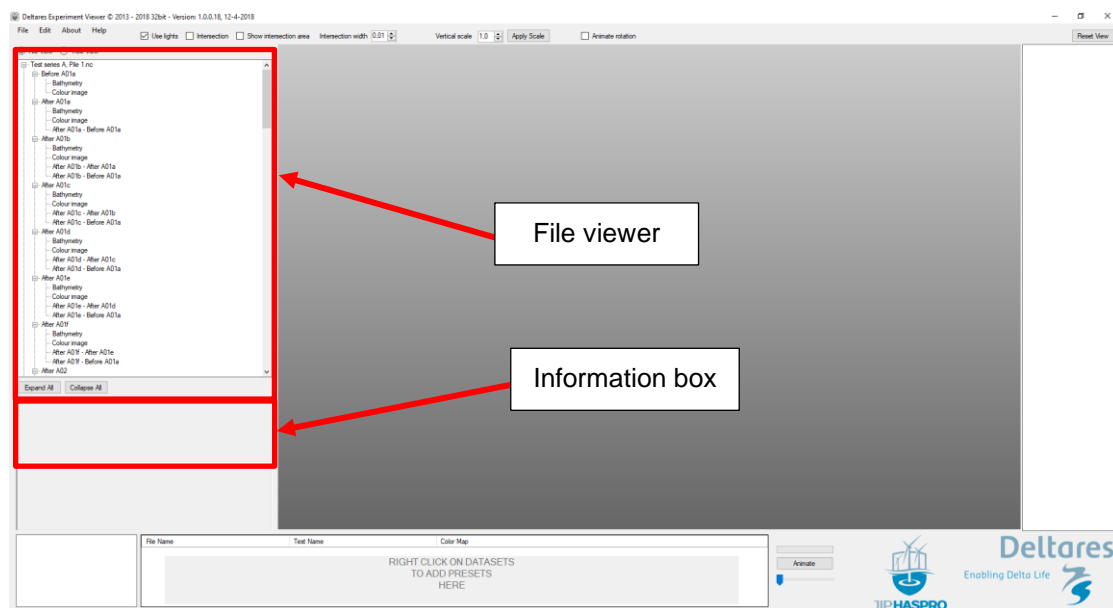 Deltares Experiment Viewer © 2013 - 2018 32bit - Version: 1.0.0.18, 12-4-2018
File Edit About Help
Use lights Intersection Show intersection area Intersection width 0,01 Vertical scale 1,0 Apply Scale Animate rotation Reset View
Test series A, Pile 1.nc
Before A01a
Bathymetry
Colour image
After A01a
Bathymetry
Colour image
After A01a - Before A01a
After A01b
Bathymetry
Colour image
After A01b - After A01a
After A01b - Before A01a
After A01c
Bathymetry
Colour image
After A01c - After A01b
After A01c - Before A01a
After A01d
Bathymetry
Colour image
After A01d - After A01c
After A01d - Before A01a
After A01e
Bathymetry
Colour image
After A01e - After A01d
After A01e - Before A01a
After A01f
Bathymetry
Colour image
After A01f - After A01e
After A01f - Before A01a
After A02
Expand All Collapse All
File viewer
Information box
File Name Test Name Color Map
RIGHT CLICK ON DATASETS
TO ADD PRESETS
HERE
Animate
JIP HASPRO
Deltares
Enabling Delta Life